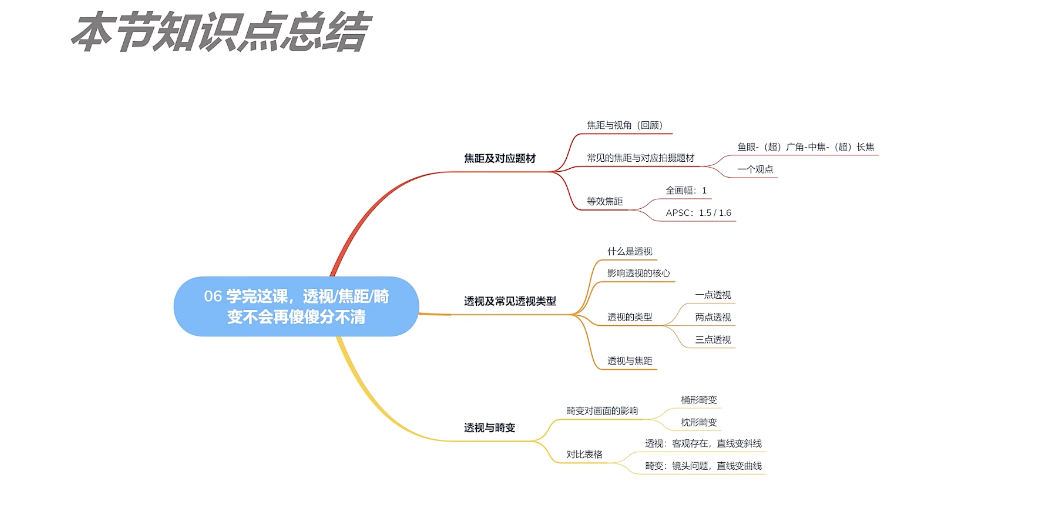 本节知识点总结
06 学完这课，透视/焦距/畸
变不会再傻傻分不清
焦距及对应题材
焦距与视角（回顾）
常见的焦距与对应拍摄题材
鱼眼-（超）广角-中焦-（超）长焦
一个观点
等效焦距
全画幅：1
APSC：1.5 / 1.6
透视及常见透视类型
什么是透视
影响透视的核心
透视的类型
一点透视
两点透视
三点透视
透视与焦距
透视与畸变
畸变对画面的影响
桶形畸变
枕形畸变
对比表格
透视：客观存在，直线变斜线
畸变：镜头问题，直线变曲线